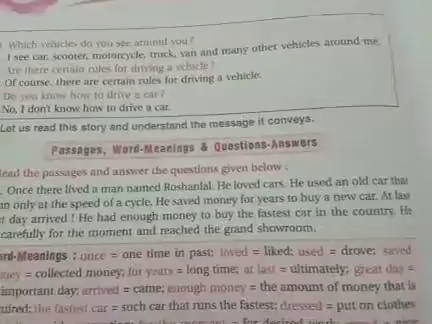 Which vehicles do you see around you?
I see car, scooter, motorcycle, truck, van and many other vehicles around me.
Are there certain rules for driving a vehicle?
Of course, there are certain rules for driving a vehicle.
Do you know how to drive a car?
No, I don't know how to drive a car.
Let us read this story and understand the message it conveys.
Passages, Word-Meanings & Questions-Answers
ead the passages and answer the questions given below :
. Once there lived a man named Roshanlal. He loved cars. He used an old car that
an only at the speed of a cycle. He saved money for years to buy a new car. At last
t day arrived ! He had enough money to buy the fastest car in the country. He
carefully for the moment and reached the grand showroom.
rd-Meanings : once = one time in past; loved = liked; used = drove; saved
ney = collected money; for years = long time; at last = ultimately; great day =
important day; arrived = came; enough money = the amount of money that is
uired; the fastest car = such car that runs the fastest; dressed = put on clothes